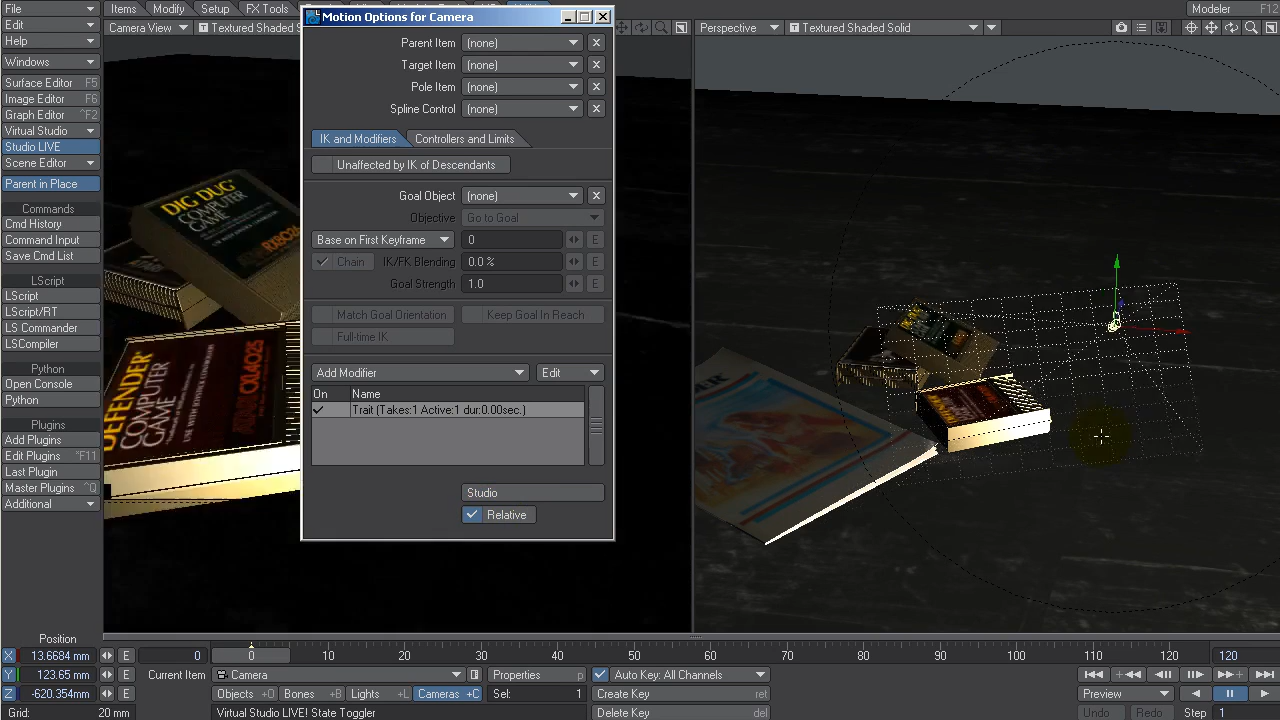 File
Edit
Help
Windows
Surface Editor F5
Image Editor F6
Graph Editor ^F2
Virtual Studio
Studio LIVE
Scene Editor
Parent in Place
Commands
Cmd History
Command Input
Save Cmd List
LScript
LScript
LScript/RT
LS Commander
LSCompiler
Python
Open Console
Python
Plugins
Add Plugins
Edit Plugins ^F11
Last Plugin
Master Plugins ^Q
Additional
Items Modify Setup FX Tools
Modeler F12
Camera View Textured Shaded S
Perspective Textured Shaded Solid
Motion Options for Camera
Parent Item (none) X
Target Item (none) X
Pole Item (none) X
Spline Control (none) X
IK and Modifiers Controllers and Limits
Unaffected by IK of Descendants
Goal Object (none) X
Objective Go to Goal
Base on First Keyframe 0 E
Chain IK/FK Blending 0.0 % E
Goal Strength 1.0 E
Match Goal Orientation Keep Goal In Reach
Full-time IK
Add Modifier Edit
On Name
Trait (Takes:1 Active:1 dur:0.00sec.)
Studio
Relative
DIG DUG
COMPUTER
GAME
DEFENDER
COMPUTER
GAME
ATARI CXL4025
Position
X 13.6684 mm E
Y 123.65 mm E
Z -620.354mm E
Grid: 20 mm
0 0 10 20 30 40 50 60 70 80 90 100 110 120 120
Current Item Camera Properties p Auto Key: All Channels
Objects +O Bones +B Lights +L Cameras +C Sel: 1 Create Key ret
Virtual Studio LIVE! State Toggler Delete Key del
Preview
Undo Redo Step 1